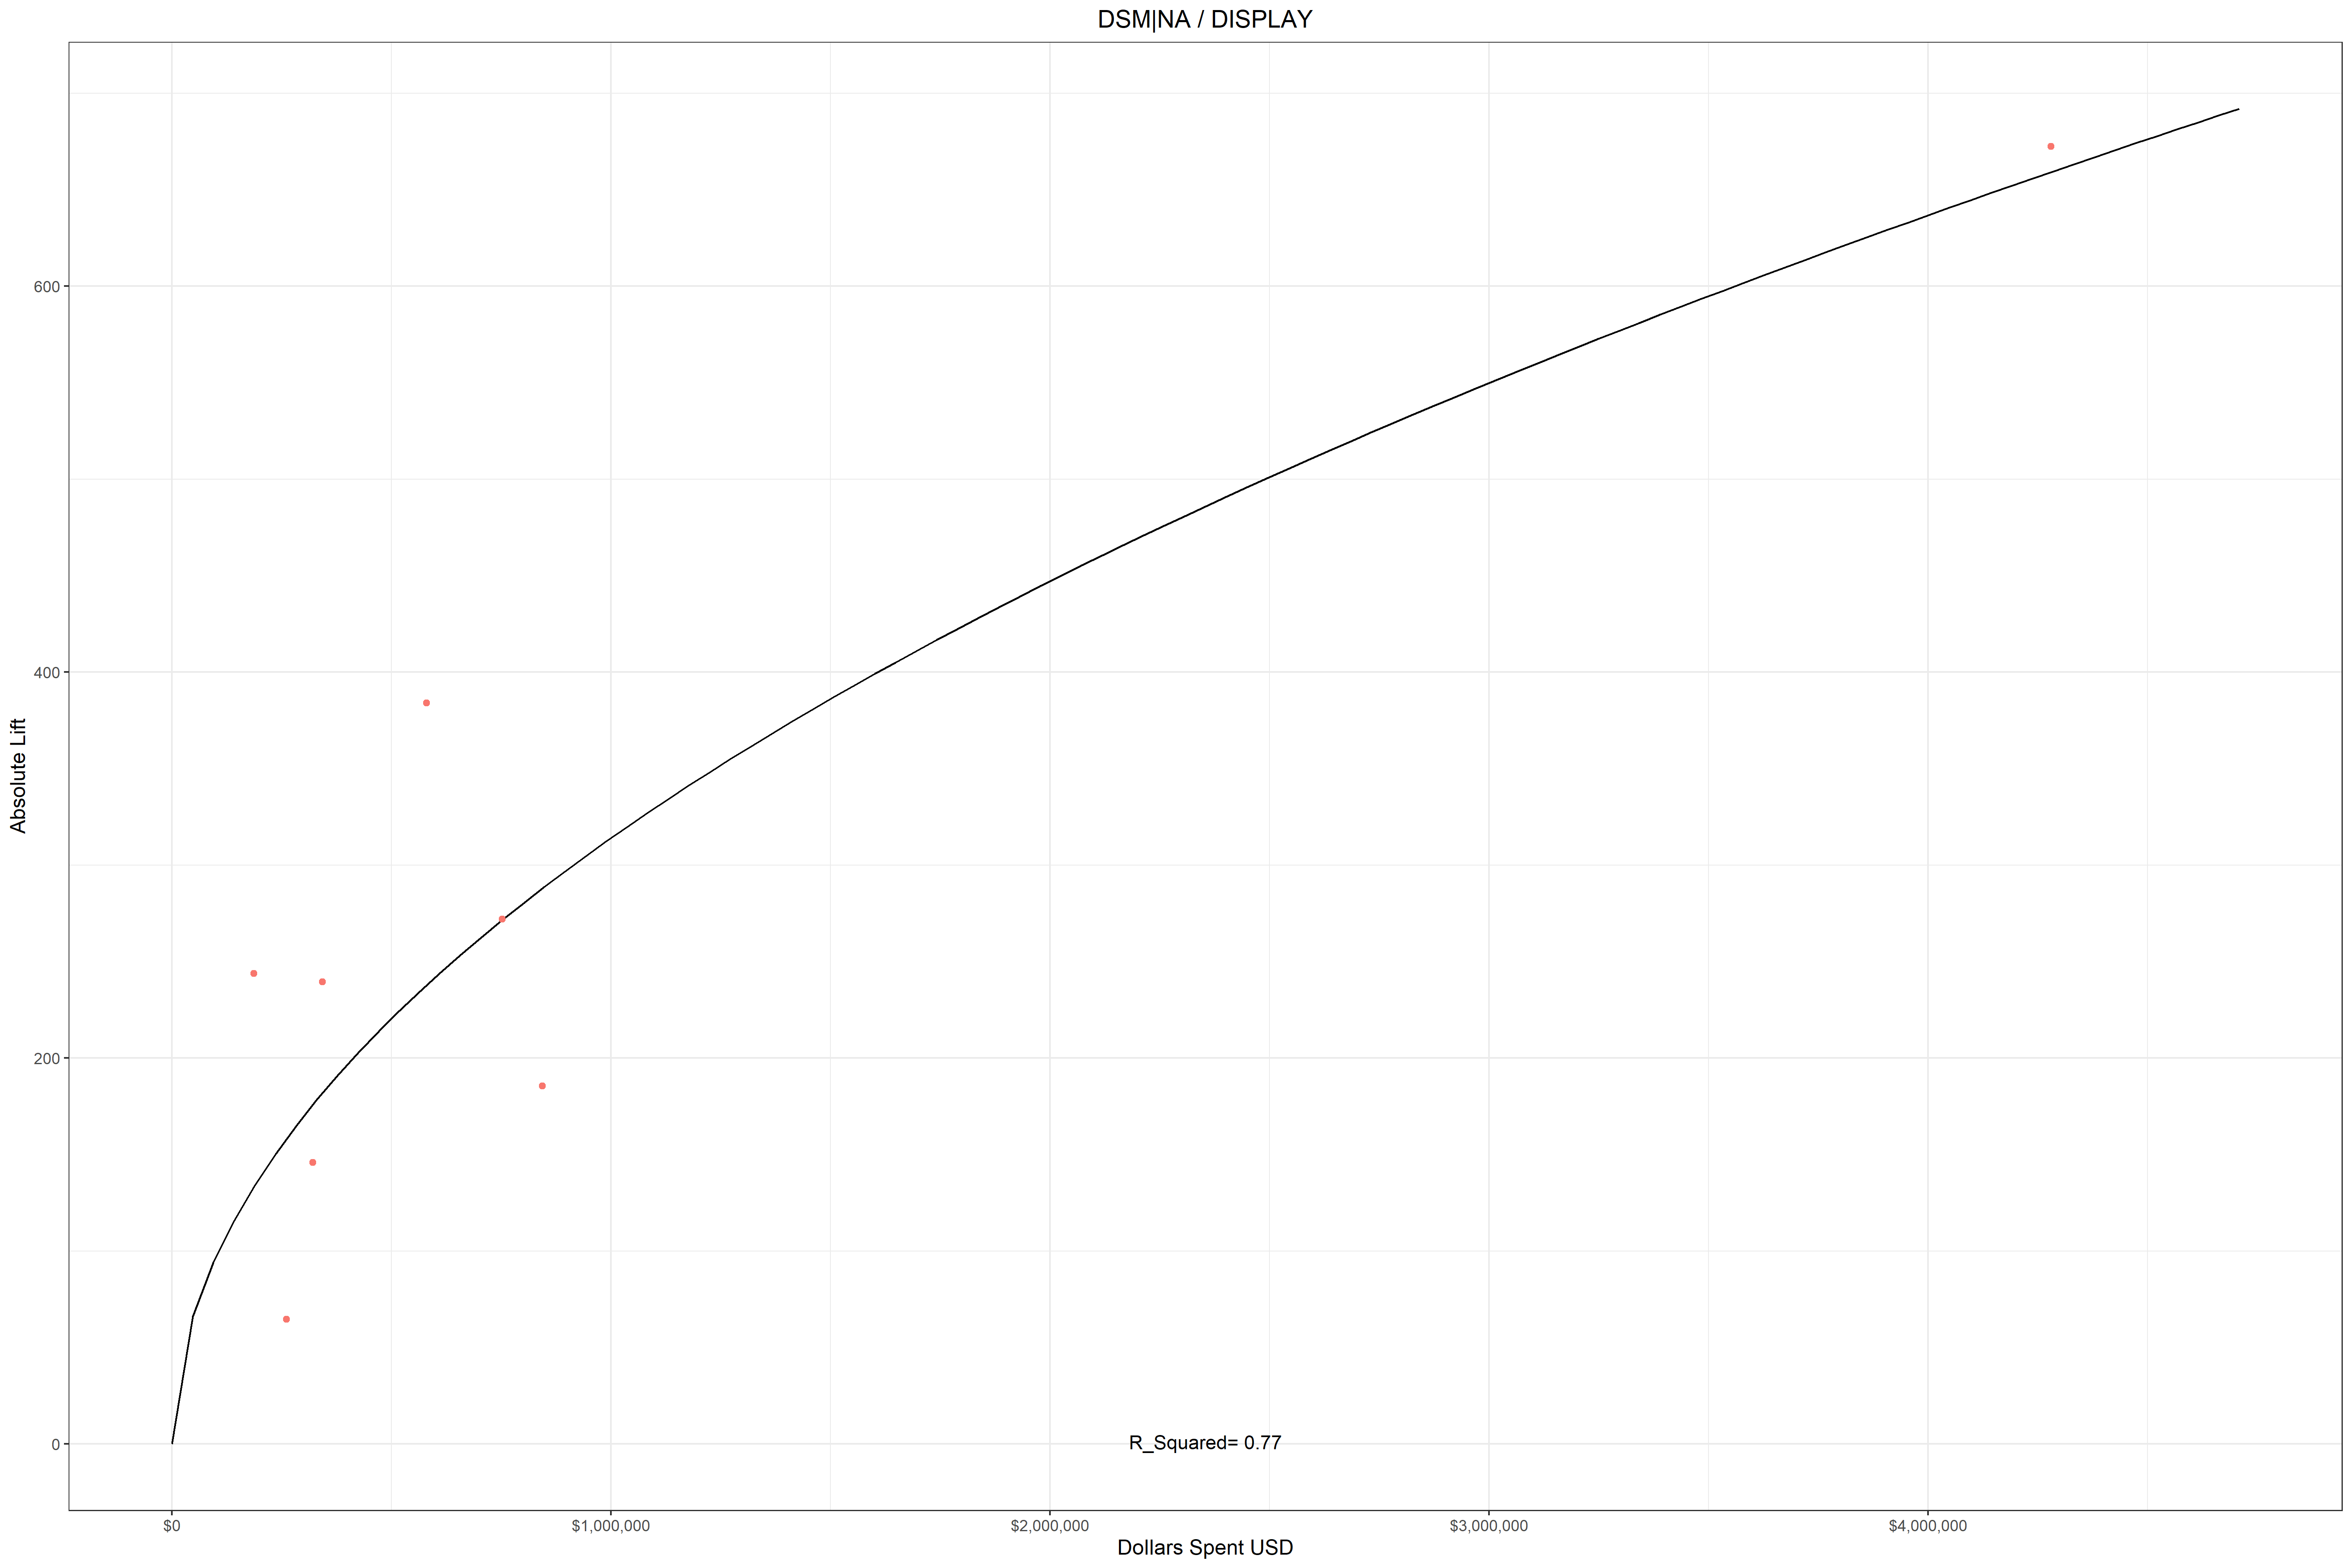 DSM|NA / DISPLAY
Absolute Lift
600
400
200
0
R_Squared= 0.77
$0
$1,000,000
$2,000,000
$3,000,000
$4,000,000
Dollars Spent USD